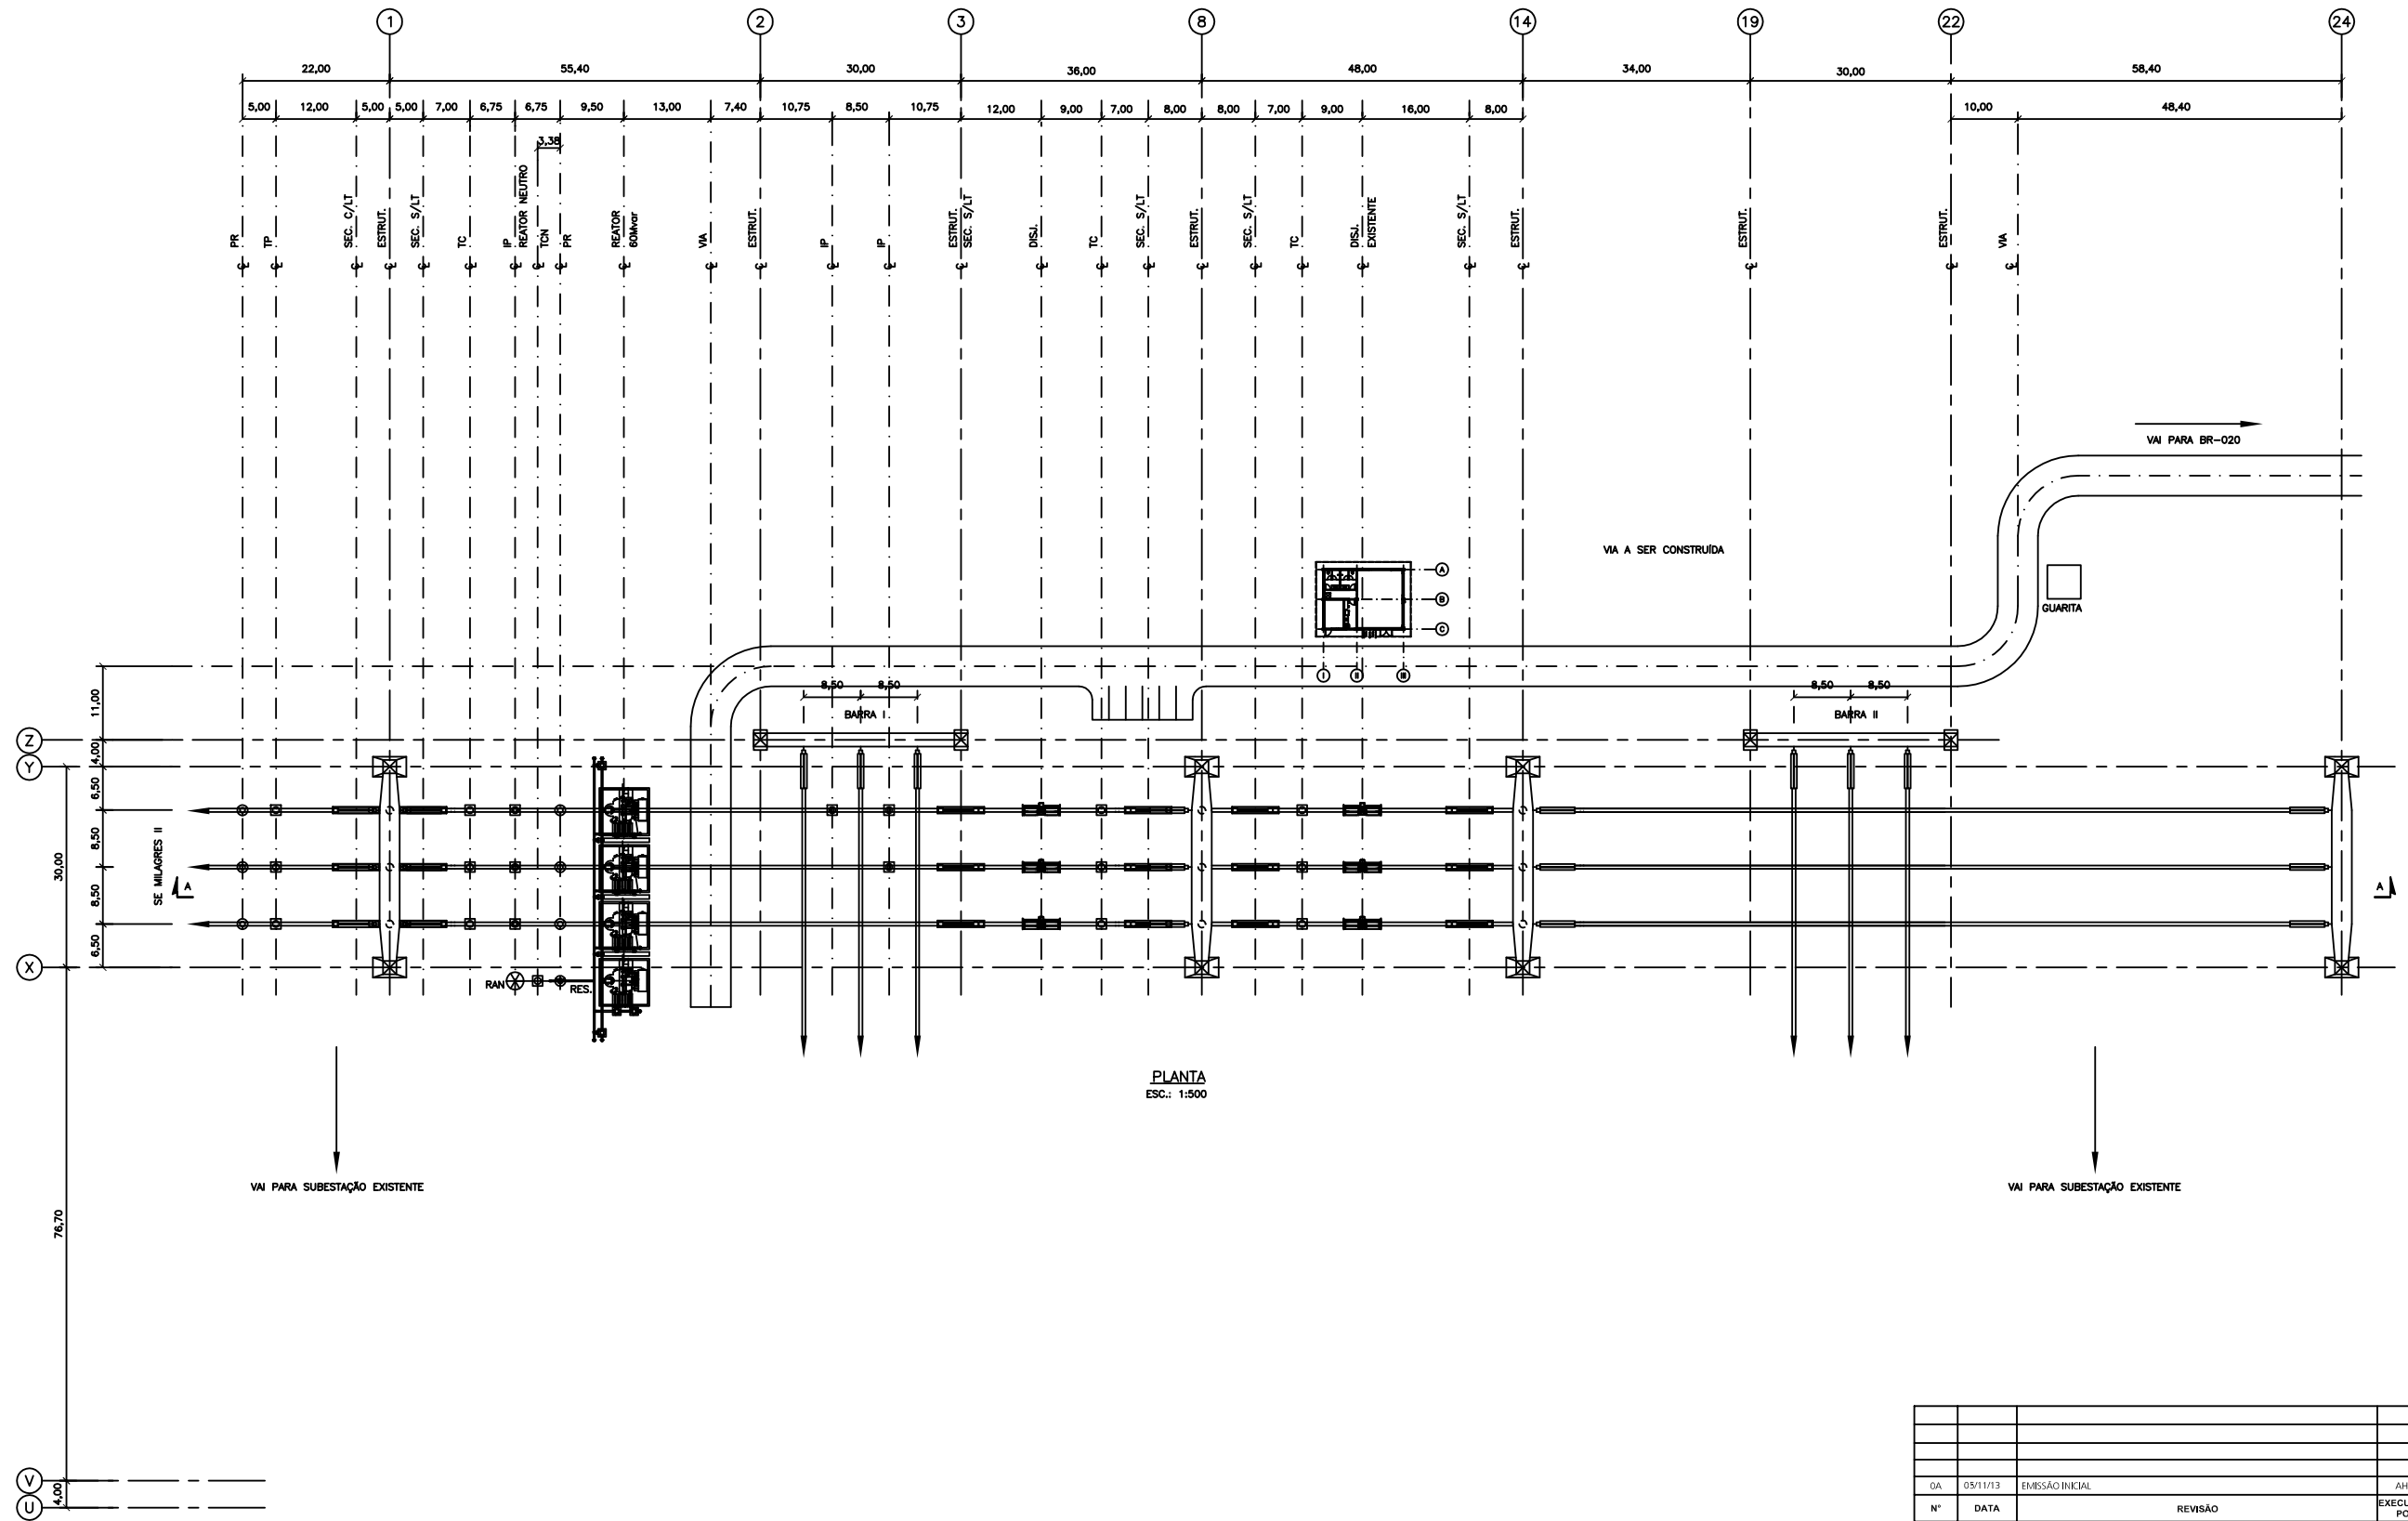 1 2 3 8 14 19 22 24
22,00 55,40 30,00 36,00 48,00 34,00 30,00 58,40
5,00 12,00 5,00 5,00 7,00 6,75 6,75 9,50 13,00 7,40 10,75 8,50 10,75 12,00 9,00 7,00 8,00 8,00 7,00 9,00 16,00 8,00 10,00 48,40
3,38
PR
TP
SEC. C/LT
ESTRUT.
SEC. S/LT
TC
IP
REATOR NEUTRO
TCN
PR
REATOR
60Mvar
VIA
ESTRUT.
IP
IP
ESTRUT.
SEC. S/LT
DISJ.
TC
SEC. S/LT
ESTRUT.
SEC. S/LT
TC
DISJ.
EXISTENTE
SEC. S/LT
ESTRUT.
ESTRUT.
ESTRUT.
VIA
VAI PARA BR-020
VIA A SER CONSTRUÍDA
A
B
C
I II III
GUARITA
8,50 8,50
BARRA I
8,50 8,50
BARRA II
11,00
Z
4,00
Y
6,50
8,50
30,00
8,50
6,50
SE MILAGRES II
A
A
X
RAN
RES.
PLANTA
ESC.: 1:500
VAI PARA SUBESTAÇÃO EXISTENTE
VAI PARA SUBESTAÇÃO EXISTENTE
76,70
V
4,00
U
0A 05/11/13 EMISSÃO INICIAL AH
N° DATA REVISÃO EXECU
PO